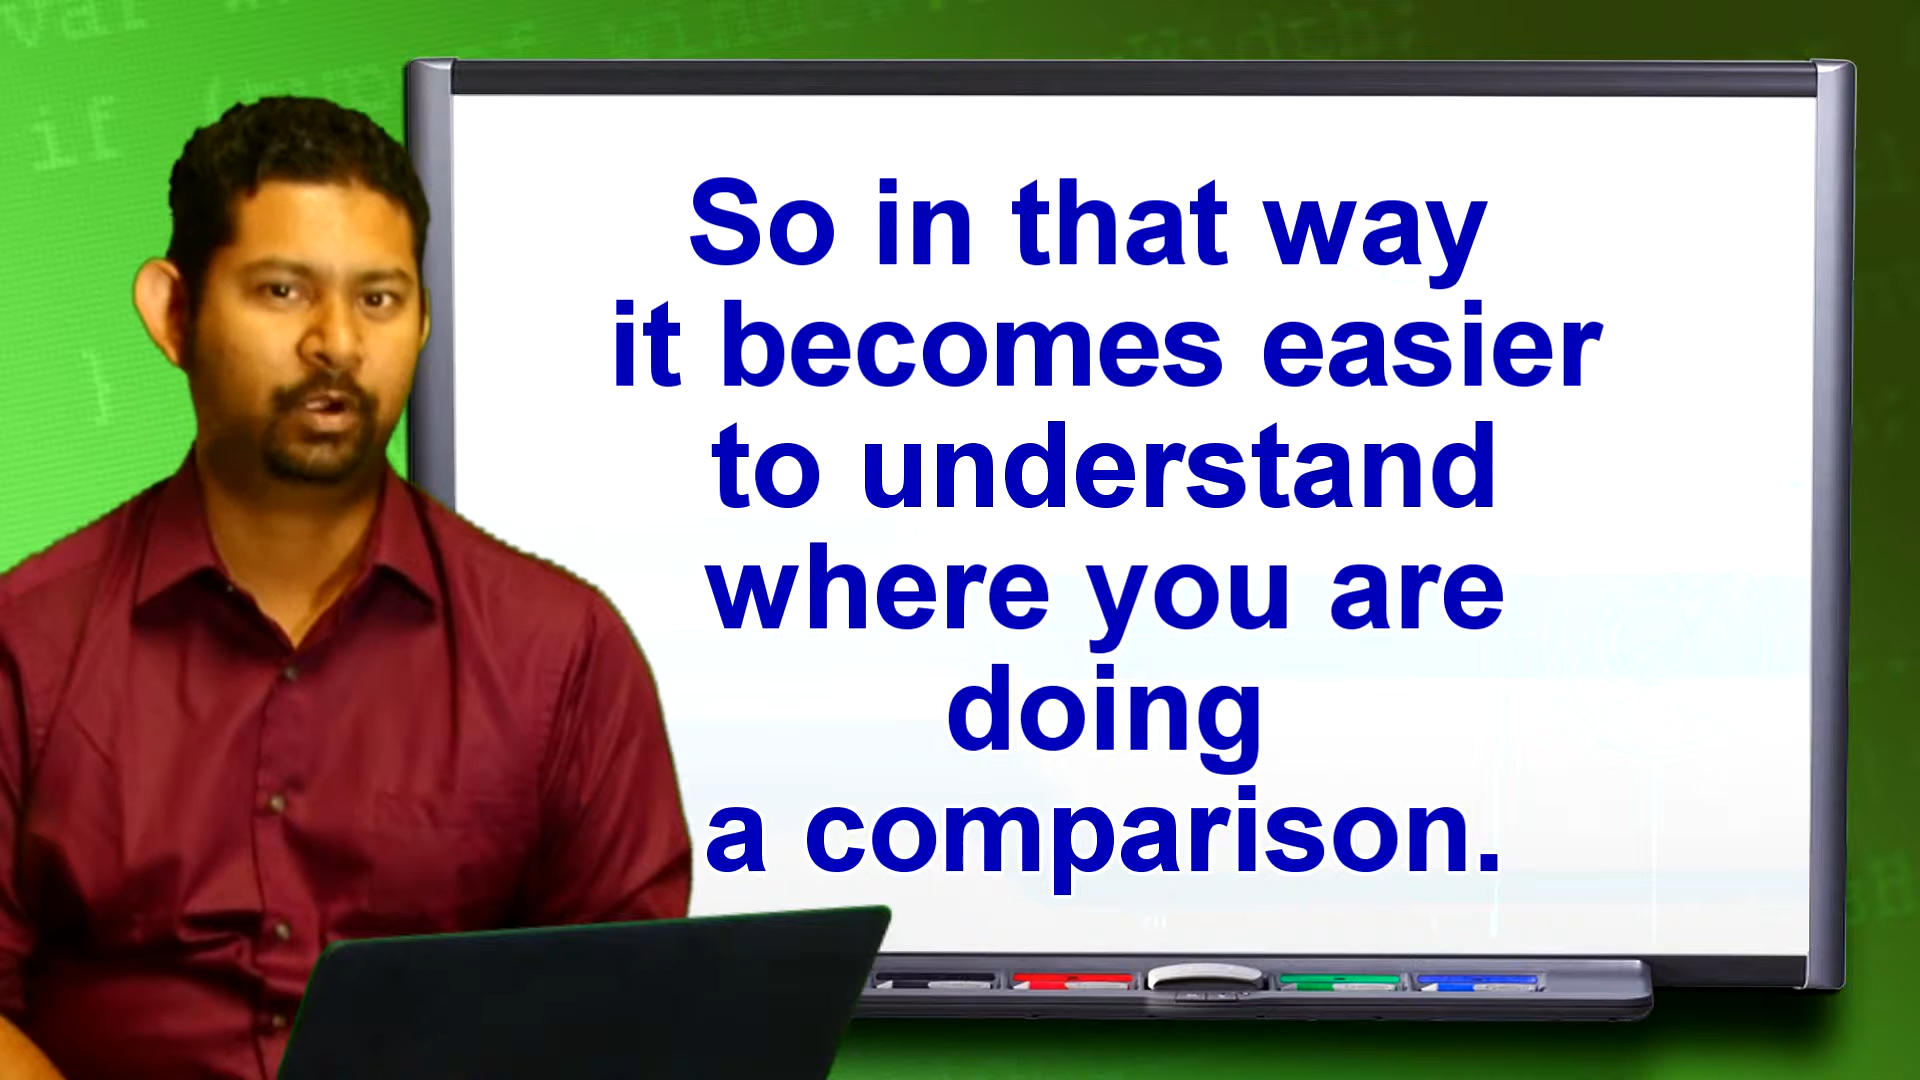 So in that way
it becomes easier
to understand
where you are
doing
a comparison.